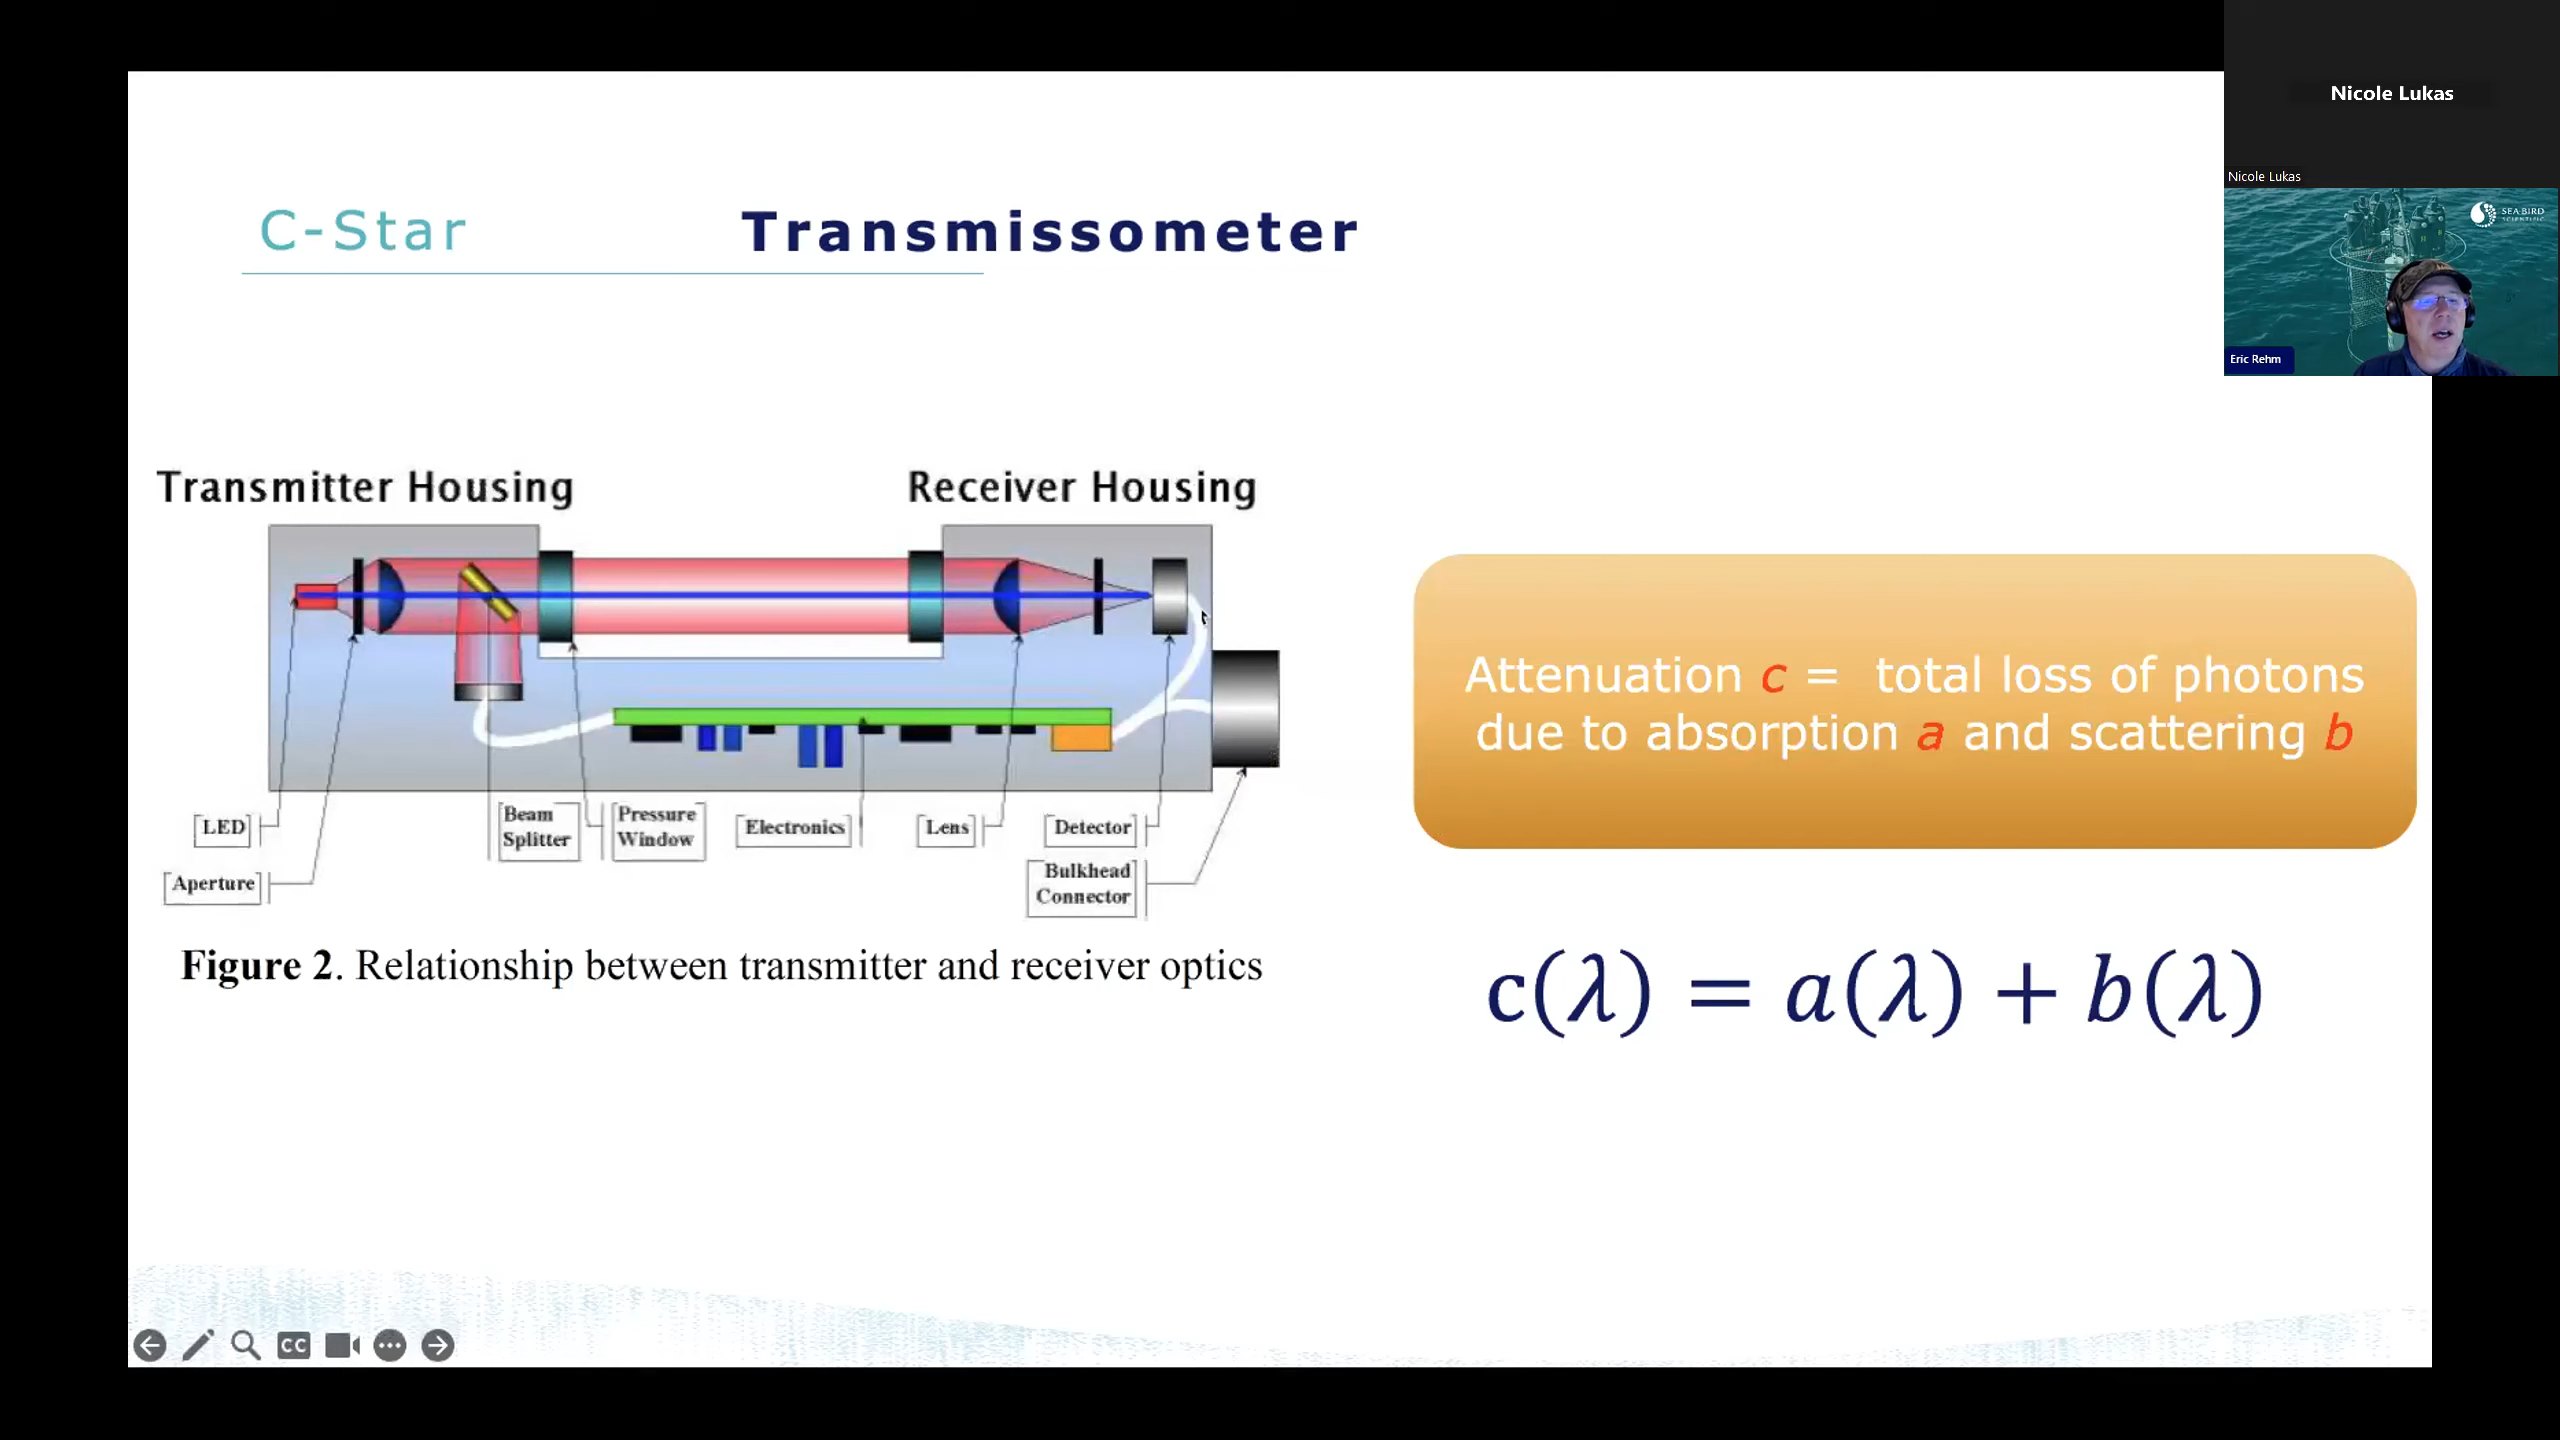 Nicole Lukas
Nicole Lukas
SEA·BIRD
SCIENTIFIC
Eric Rehm
C-Star Transmissometer
Transmitter Housing
Receiver Housing
LED
Aperture
Beam
Splitter
Pressure
Window
Electronics
Lens
Detector
Bulkhead
Connector
Figure 2. Relationship between transmitter and receiver optics
Attenuation c = total loss of photons
due to absorption a and scattering b
c(λ) = a(λ) + b(λ)
CC